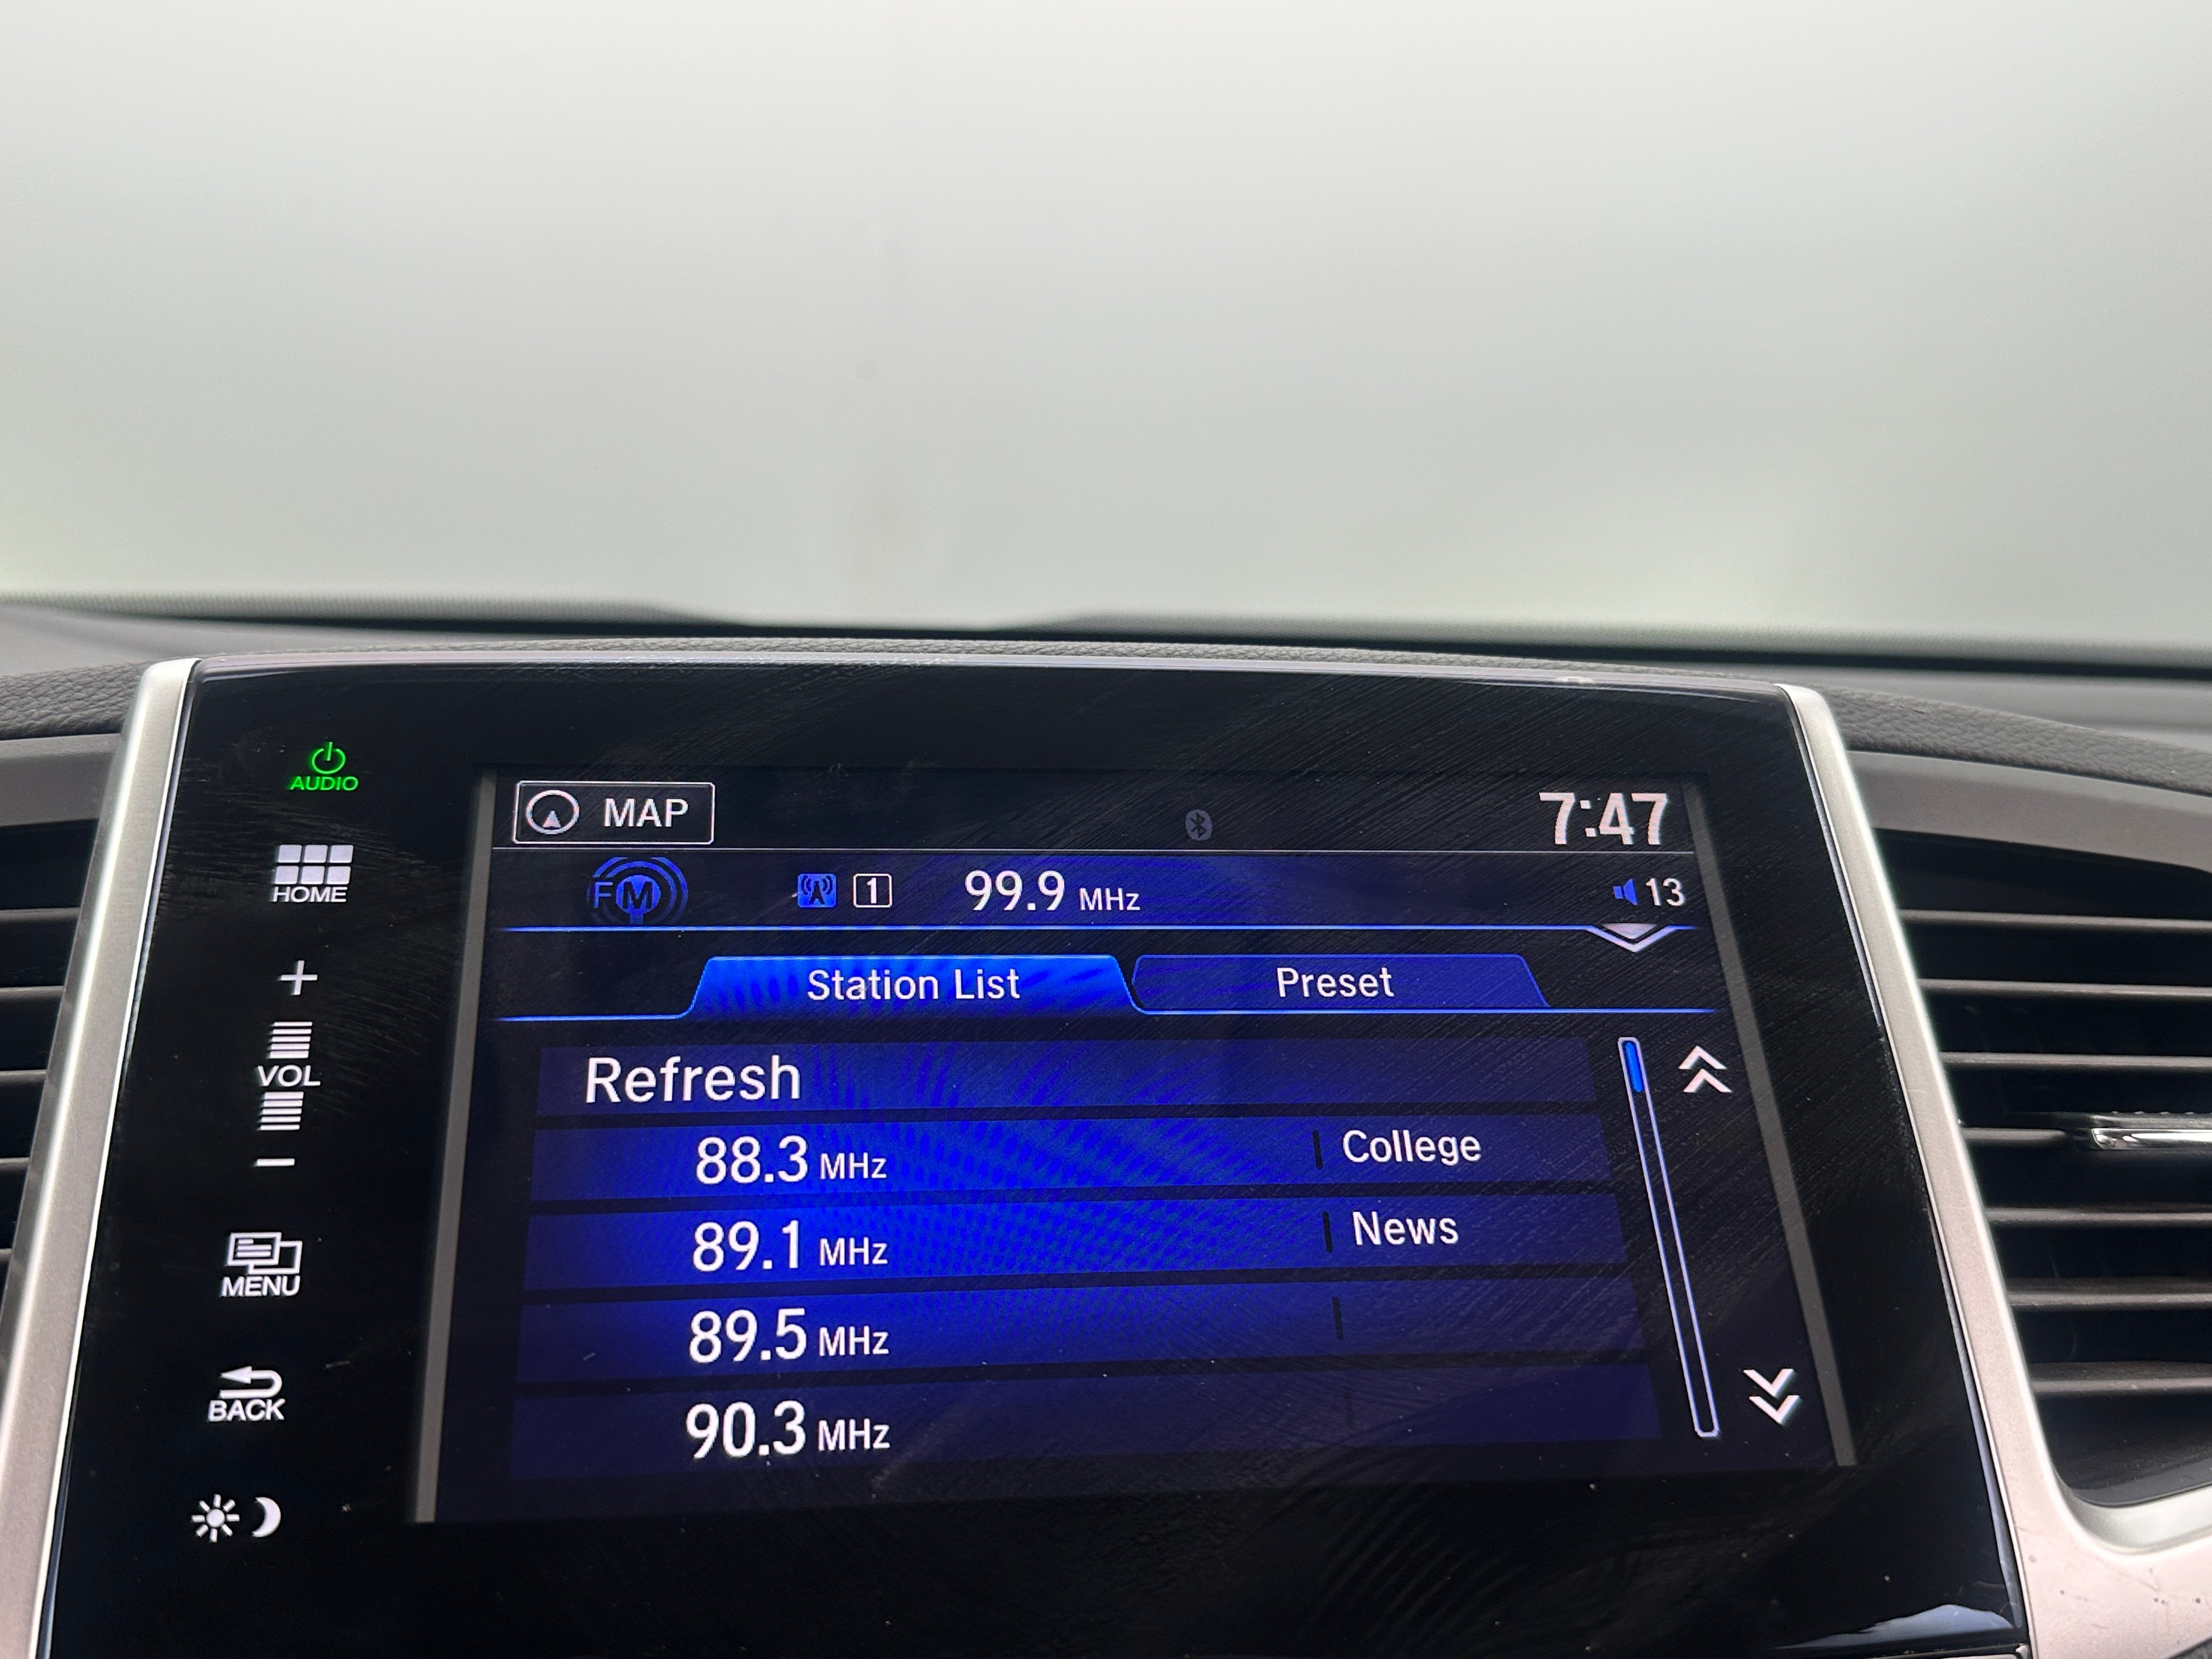 AUDIO
MAP
7:47
HOME
FM 1 99.9 MHz 13
+
Station List Preset
VOL
Refresh
88.3 MHz College
-
89.1 MHz News
MENU
89.5 MHz
BACK
90.3 MHz